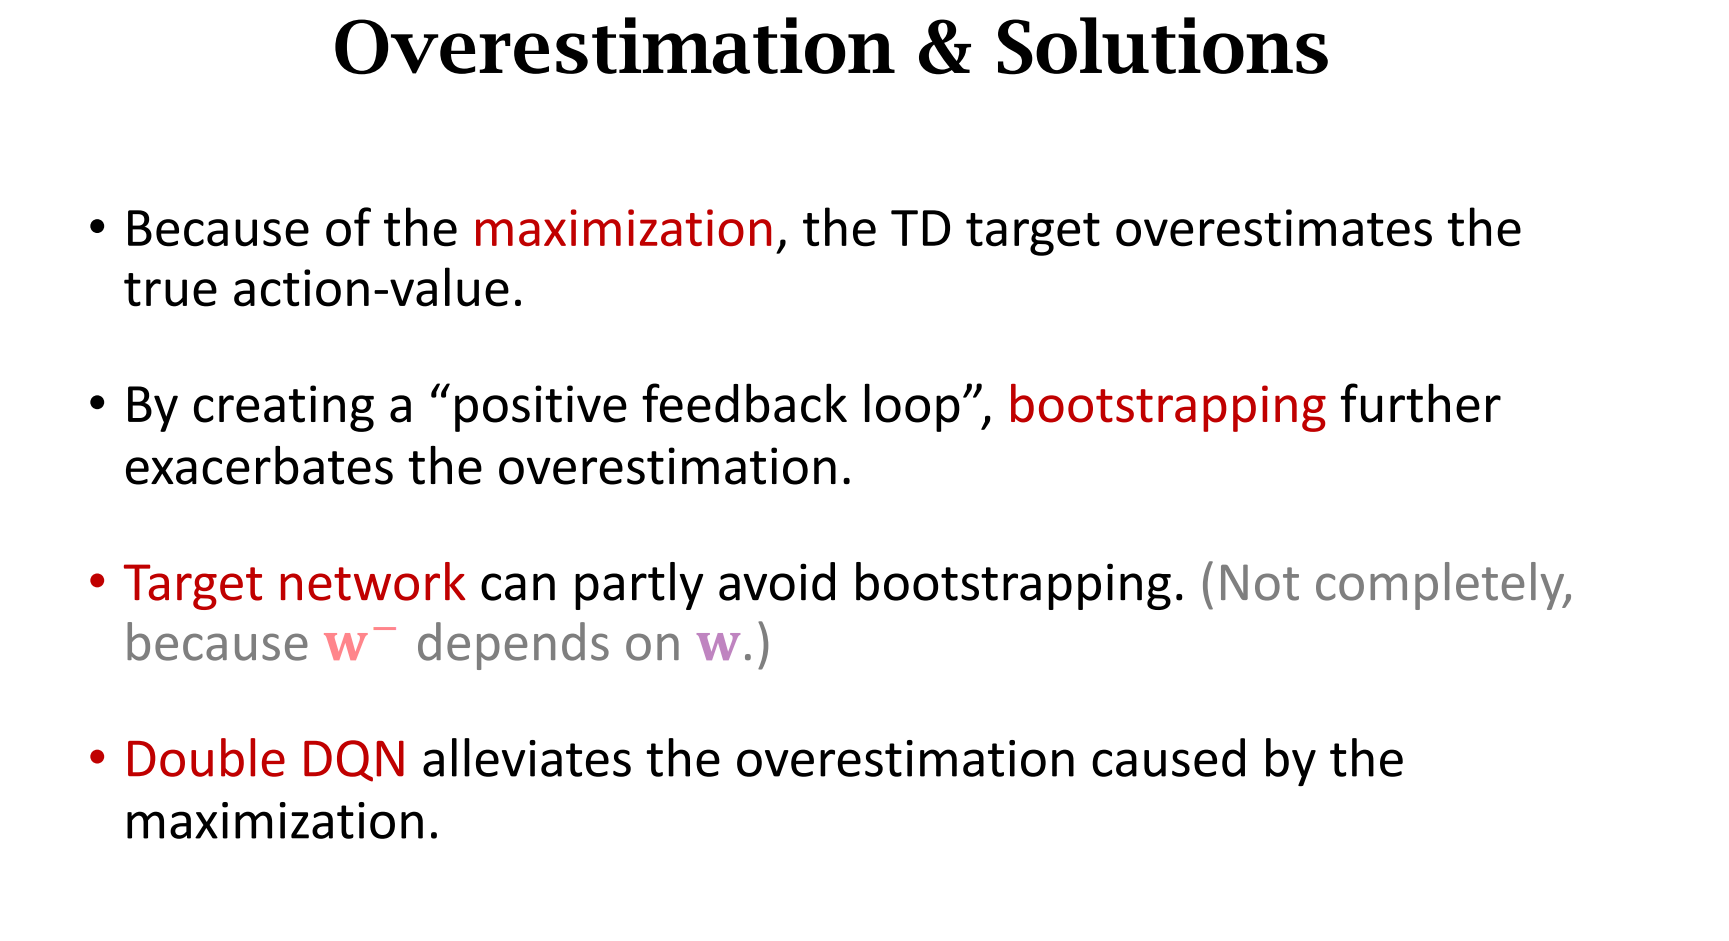 Overestimation & Solutions
• Because of the maximization, the TD target overestimates the
true action-value.
• By creating a “positive feedback loop”, bootstrapping further
exacerbates the overestimation.
• Target network can partly avoid bootstrapping. (Not completely,
because w⁻ depends on w.)
• Double DQN alleviates the overestimation caused by the
maximization.